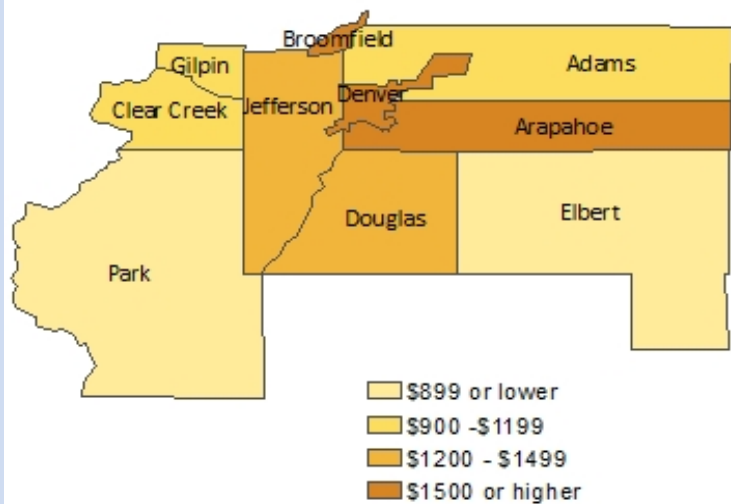 Broomfield
Gilpin
Adams
Clear Creek
Jefferson
Denver
Arapahoe
Douglas
Elbert
Park
$899 or lower
$900 -$1199
$1200 - $1499
$1500 or higher